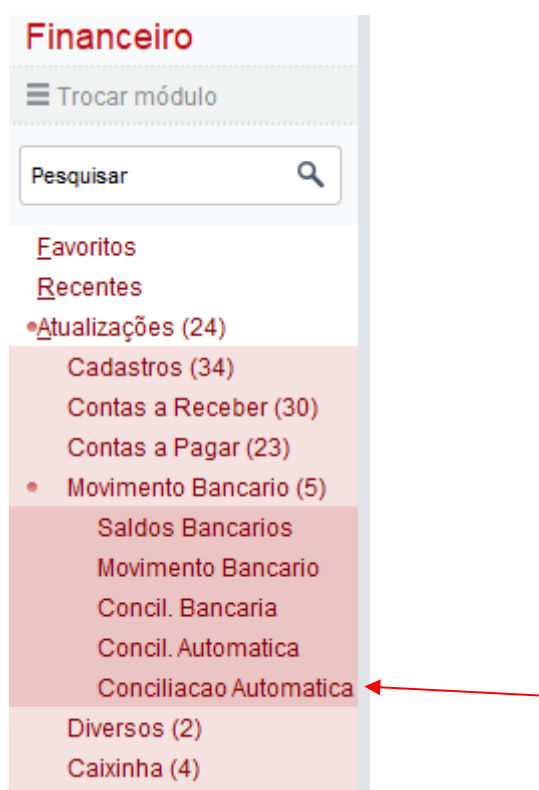 Financeiro
Trocar módulo
Pesquisar
Favoritos
Recentes
Atualizações (24)
Cadastros (34)
Contas a Receber (30)
Contas a Pagar (23)
Movimento Bancario (5)
Saldos Bancarios
Movimento Bancario
Concil. Bancaria
Concil. Automatica
Conciliacao Automatica
Diversos (2)
Caixinha (4)